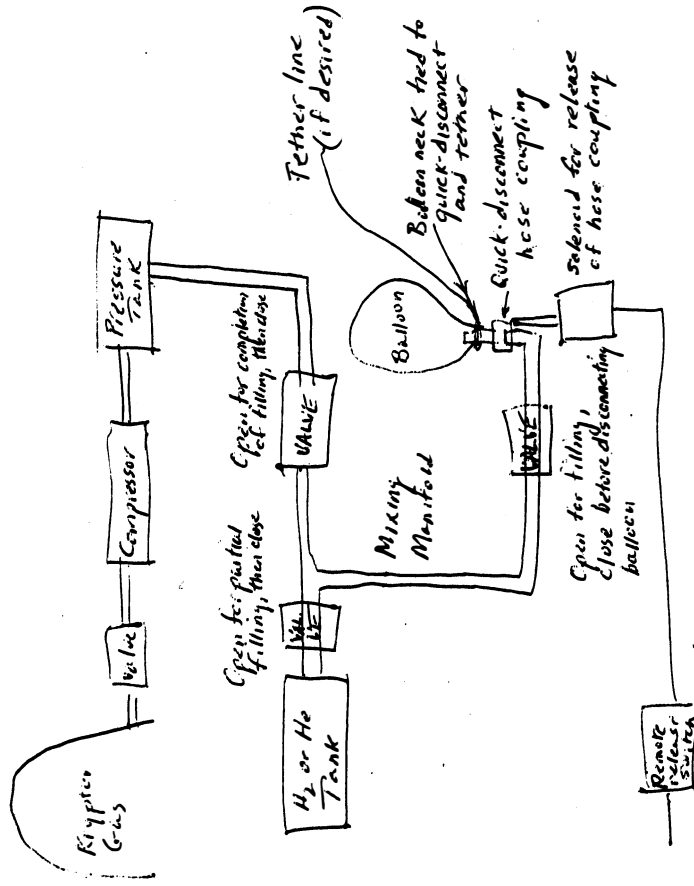 Krypton
Gas
Valve
Compressor
Pressure
Tank
Open for partial
filling, then close
Open for completion
of filling, then close
H2 or He
Tank
VAL
VE
VALVE
Tether line
(if desired)
Mixing
Manifold
Balloon
Balloon neck tied to
quick-disconnect
and tether
Quick-disconnect
hose coupling
VALVE
Open for filling,
close before disconnecting
balloon
Solenoid for release
of hose coupling
Remote
release
switch